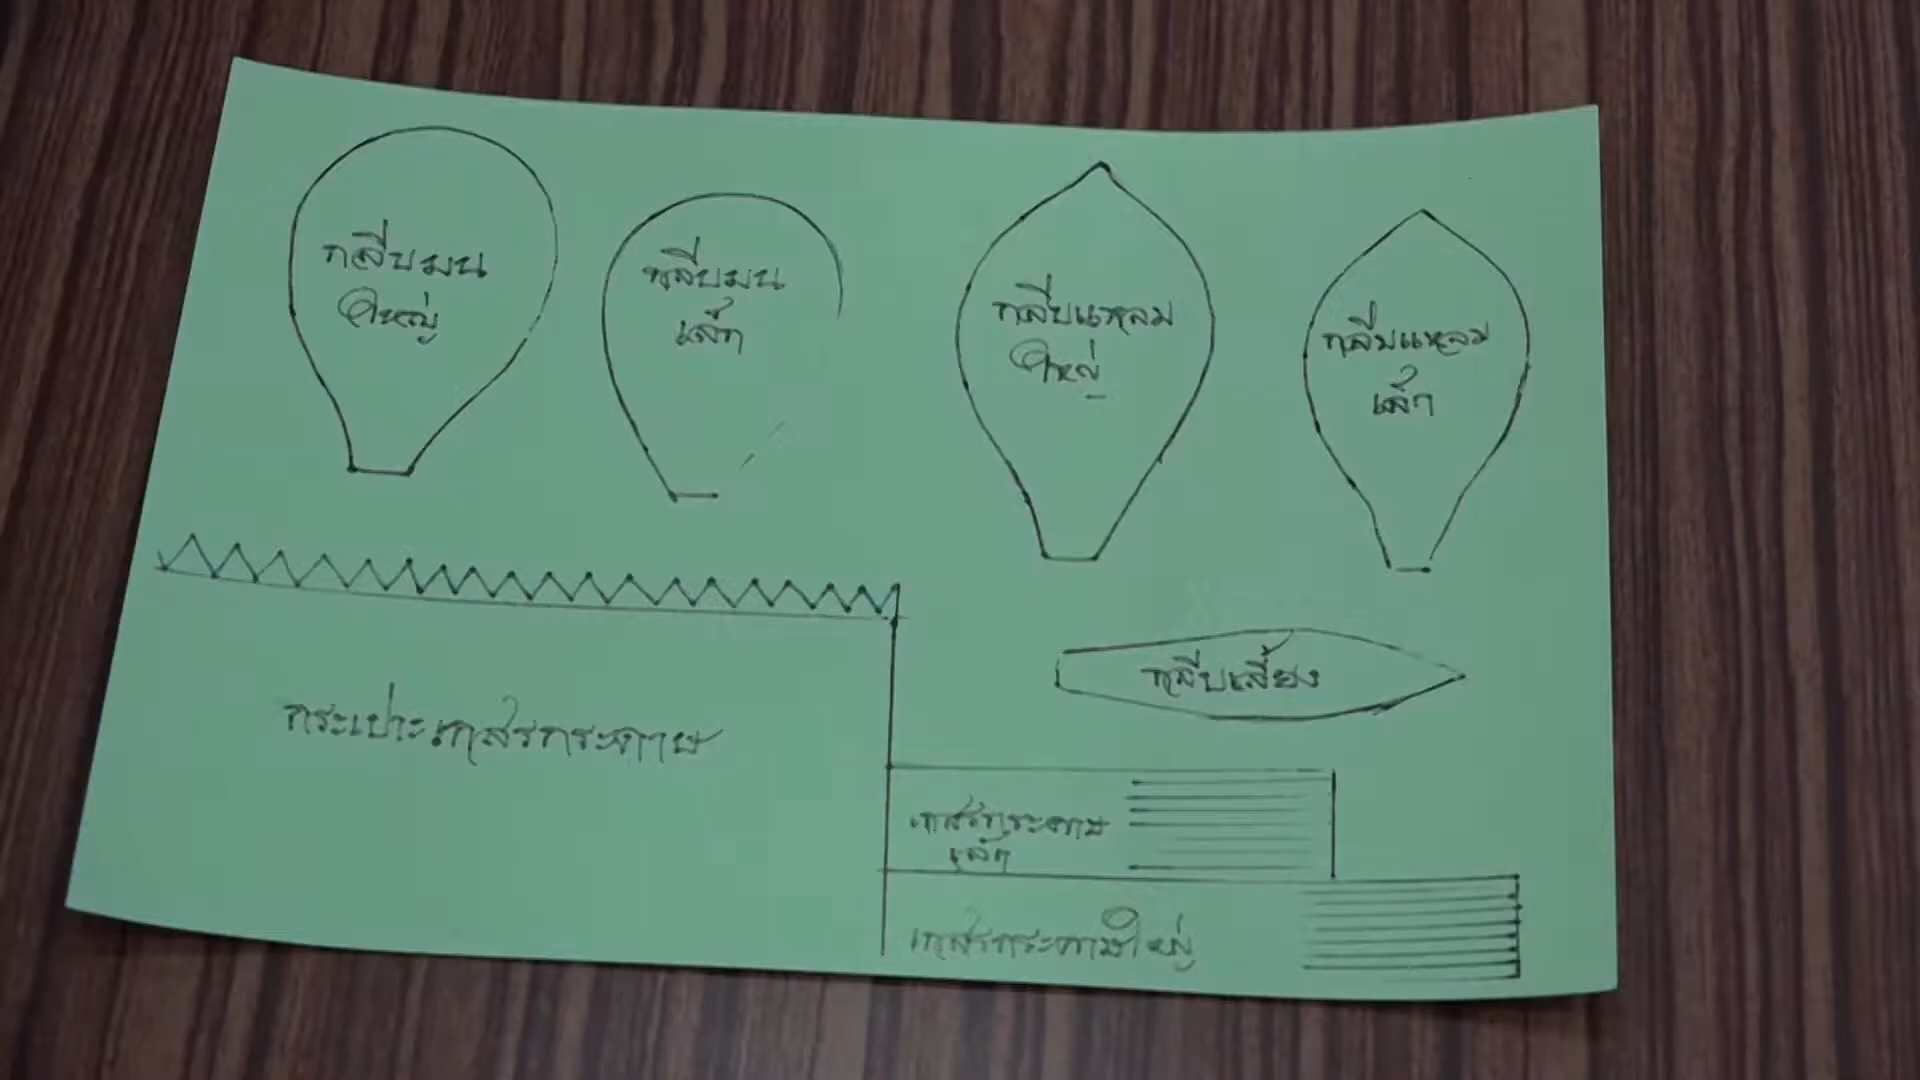 กลีบมน
ใหญ่
กลีบมน
เล็ก
กลีบแหลม
ใหญ่
กลีบแหลม
เล็ก
กลีบเลี้ยง
กระเปาะเกสรกระดาษ
เกสรกระดาษ
เล็ก
เกสรกระดาษใหญ่